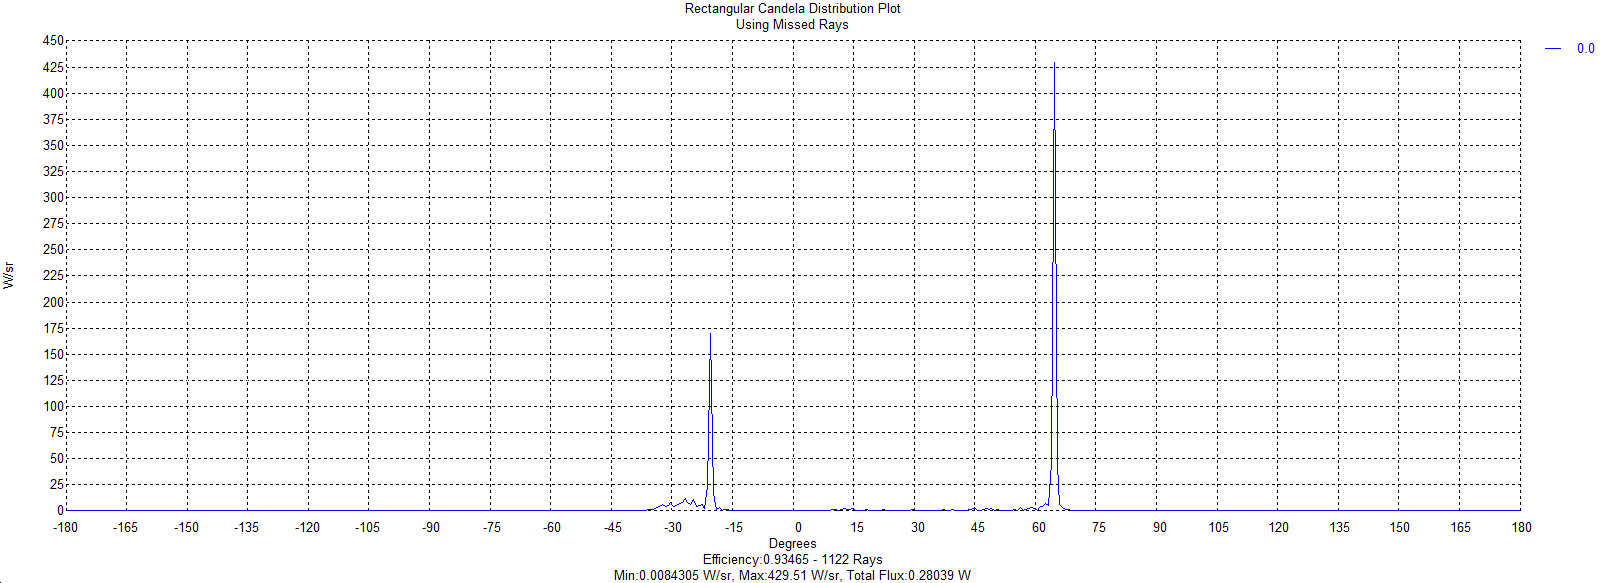 Rectangular Candela Distribution Plot
Using Missed Rays
0.0
450
425
400
375
350
325
300
275
250
225
200
175
150
125
100
75
50
25
0
W/sr
-180 -165 -150 -135 -120 -105 -90 -75 -60 -45 -30 -15 0 15 30 45 60 75 90 105 120 135 150 165 180
Degrees
Efficiency:0.93465 - 1122 Rays
Min:0.0084305 W/sr, Max:429.51 W/sr, Total Flux:0.28039 W